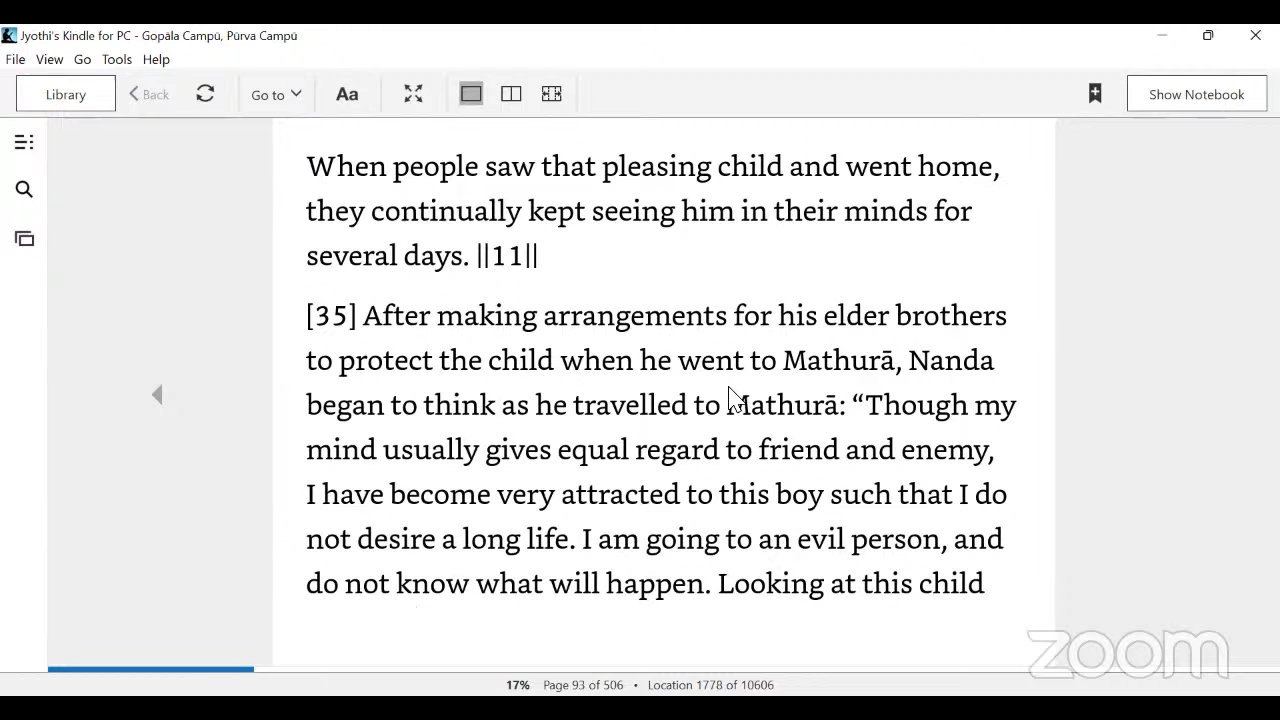 Jyothi's Kindle for PC - Gopāla Campū, Pūrva Campū
File View Go Tools Help
Library Back Go to Aa Show Notebook
When people saw that pleasing child and went home,
they continually kept seeing him in their minds for
several days. ||11||
[35] After making arrangements for his elder brothers
to protect the child when he went to Mathurā, Nanda
began to think as he travelled to Mathurā: “Though my
mind usually gives equal regard to friend and enemy,
I have become very attracted to this boy such that I do
not desire a long life. I am going to an evil person, and
do not know what will happen. Looking at this child
zoom
17% Page 93 of 506 • Location 1778 of 10606